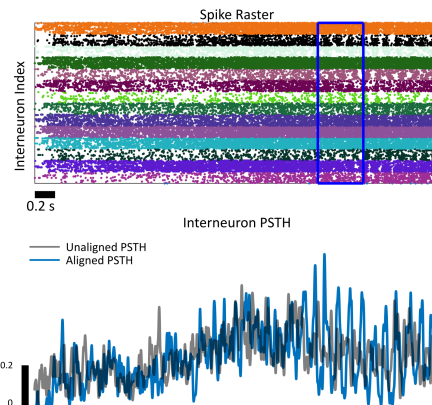 Spike Raster
Interneuron Index
0.2 s
Interneuron PSTH
Unaligned PSTH
Aligned PSTH
0.2
0